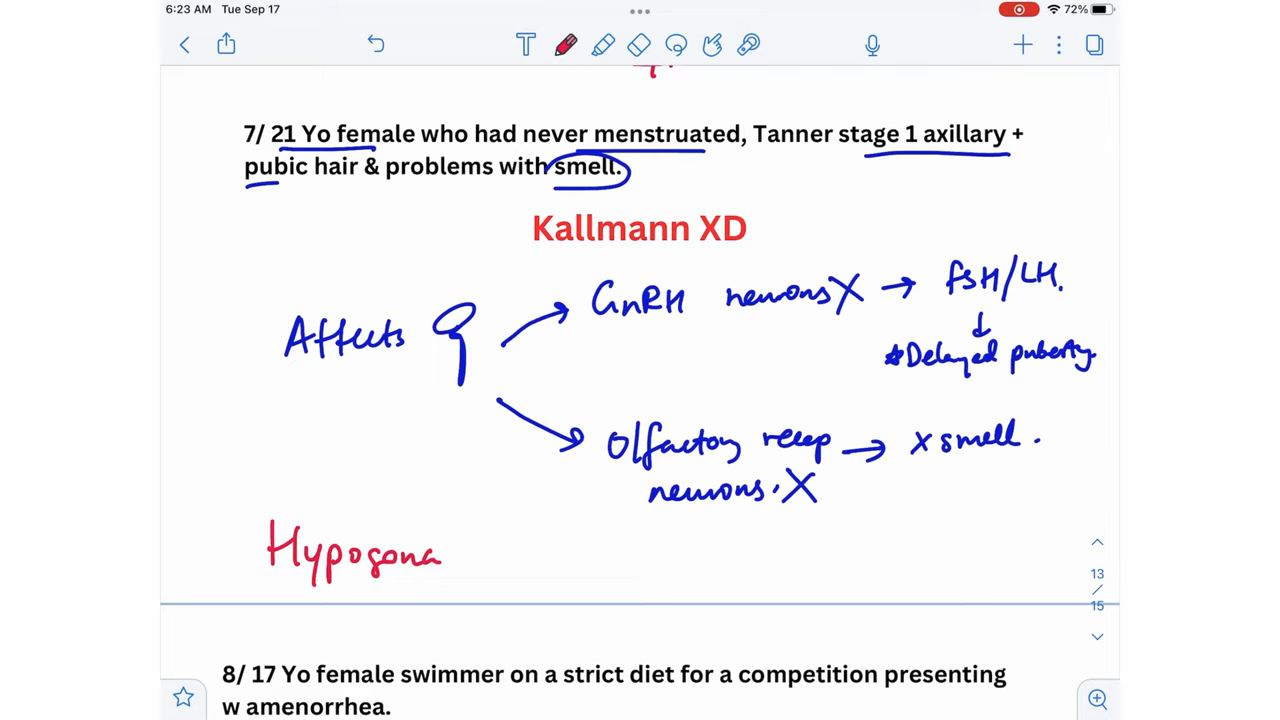 6:23 AM Tue Sep 17
72%
7/ 21 Yo female who had never menstruated, Tanner stage 1 axillary +
pubic hair & problems with smell.
Kallmann XD
GnRH neurons X → FSH/LH.
↓
Affects
*Delayed puberty
Olfactory recep → x smell.
neurons. X
Hypogona
13
/
15
8/ 17 Yo female swimmer on a strict diet for a competition presenting
w amenorrhea.